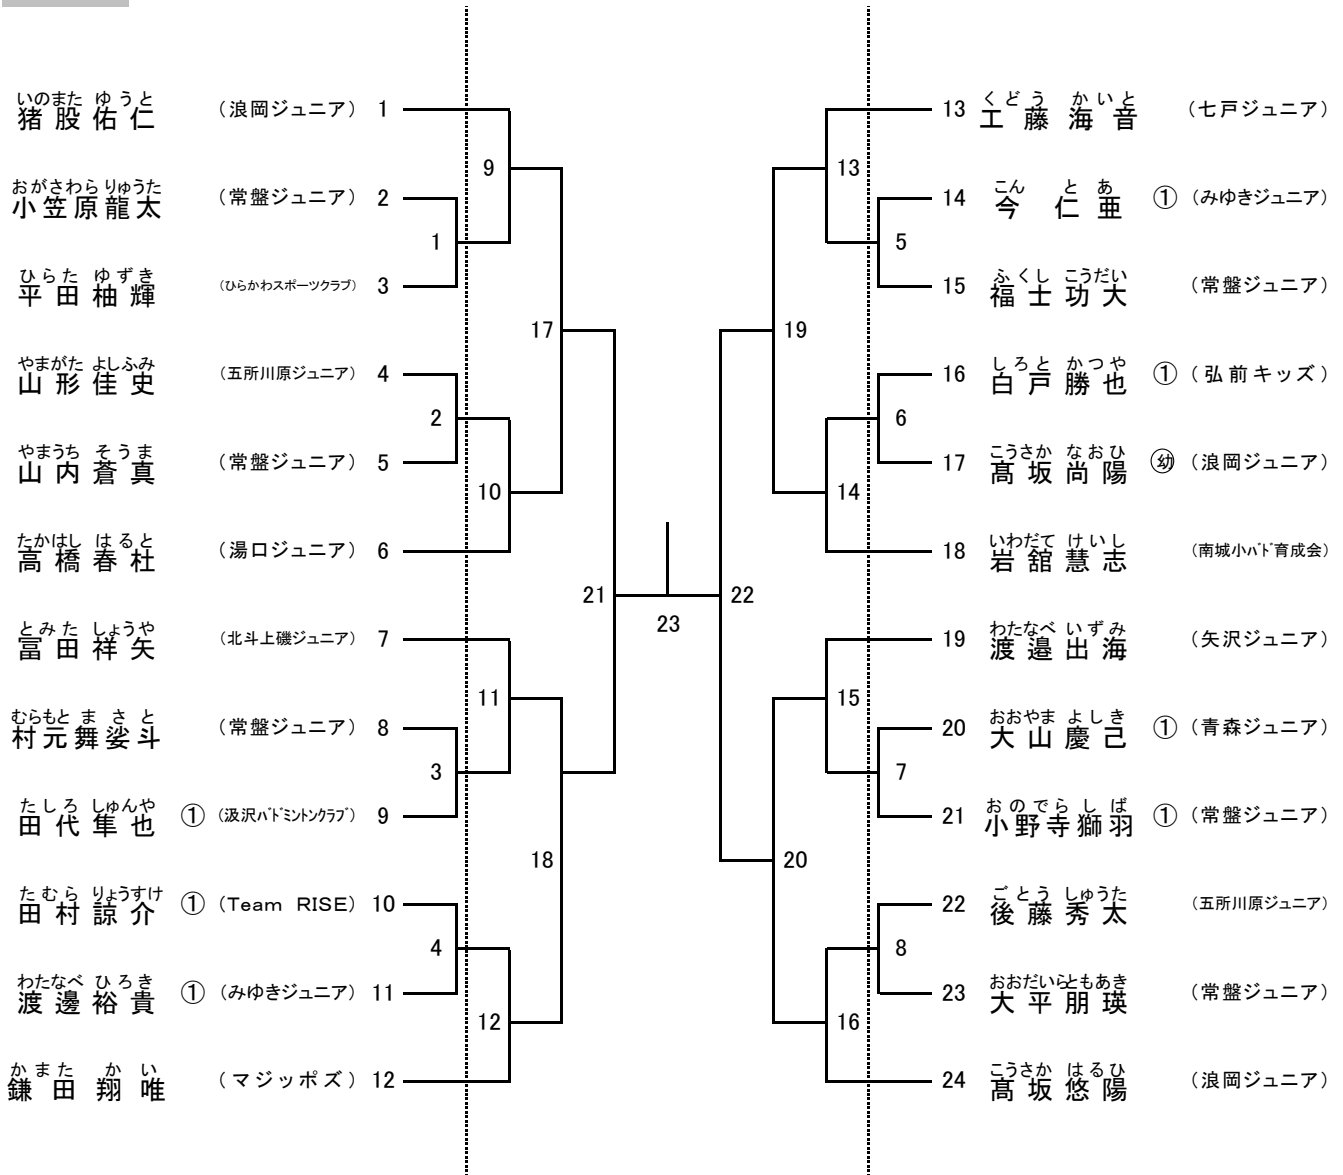 いのまた ゆうと
猪股佑仁 (浪岡ジュニア) 1
おがさわら りゅうた
小笠原龍太 (常盤ジュニア) 2
ひらた ゆずき
平田柚輝 (ひらかわスポーツクラブ) 3
やまがた よしふみ
山形佳史 (五所川原ジュニア) 4
やまうち そうま
山内蒼真 (常盤ジュニア) 5
たかはし はると
高橋春杜 (湯口ジュニア) 6
とみた しょうや
冨田祥矢 (北斗上磯ジュニア) 7
むらもと まさと
村元舞娑斗 (常盤ジュニア) 8
たしろ しゅんや
田代隼也 ① (汲沢バドミントンクラブ) 9
たむら りょうすけ
田村諒介 ① (Team RISE) 10
わたなべ ひろき
渡邊裕貴 ① (みゆきジュニア) 11
かまた かい
鎌田翔唯 (マジッポズ) 12
1
2
3
4
9
10
11
12
17
18
21
23
22
19
20
13
14
15
16
5
6
7
8
くどう かいと
13 工藤海音 (七戸ジュニア)
こん とあ
14 今仁亜 ① (みゆきジュニア)
ふくし こうだい
15 福士功大 (常盤ジュニア)
しろと かつや
16 白戸勝也 ① (弘前キッズ)
こうさか なおひ
17 髙坂尚陽 ㊙幼 (浪岡ジュニア)
いわだて けいし
18 岩舘慧志 (南城小バド育成会)
わたなべ いずみ
19 渡邉出海 (矢沢ジュニア)
おおやま よしき
20 大山慶己 ① (青森ジュニア)
おのでら しば
21 小野寺獅羽 ① (常盤ジュニア)
ごとう しゅうた
22 後藤秀太 (五所川原ジュニア)
おおだいら ともあき
23 大平朋瑛 (常盤ジュニア)
こうさか はるひ
24 髙坂悠陽 (浪岡ジュニア)